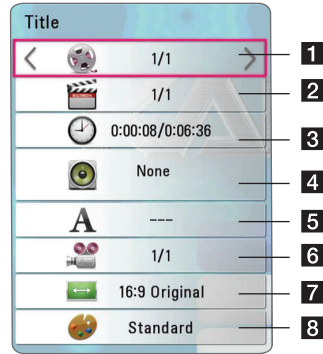 Title
1/1 1
1/1 2
0:00:08/0:06:36 3
None 4
A --- 5
1/1 6
16:9 Original 7
Standard 8